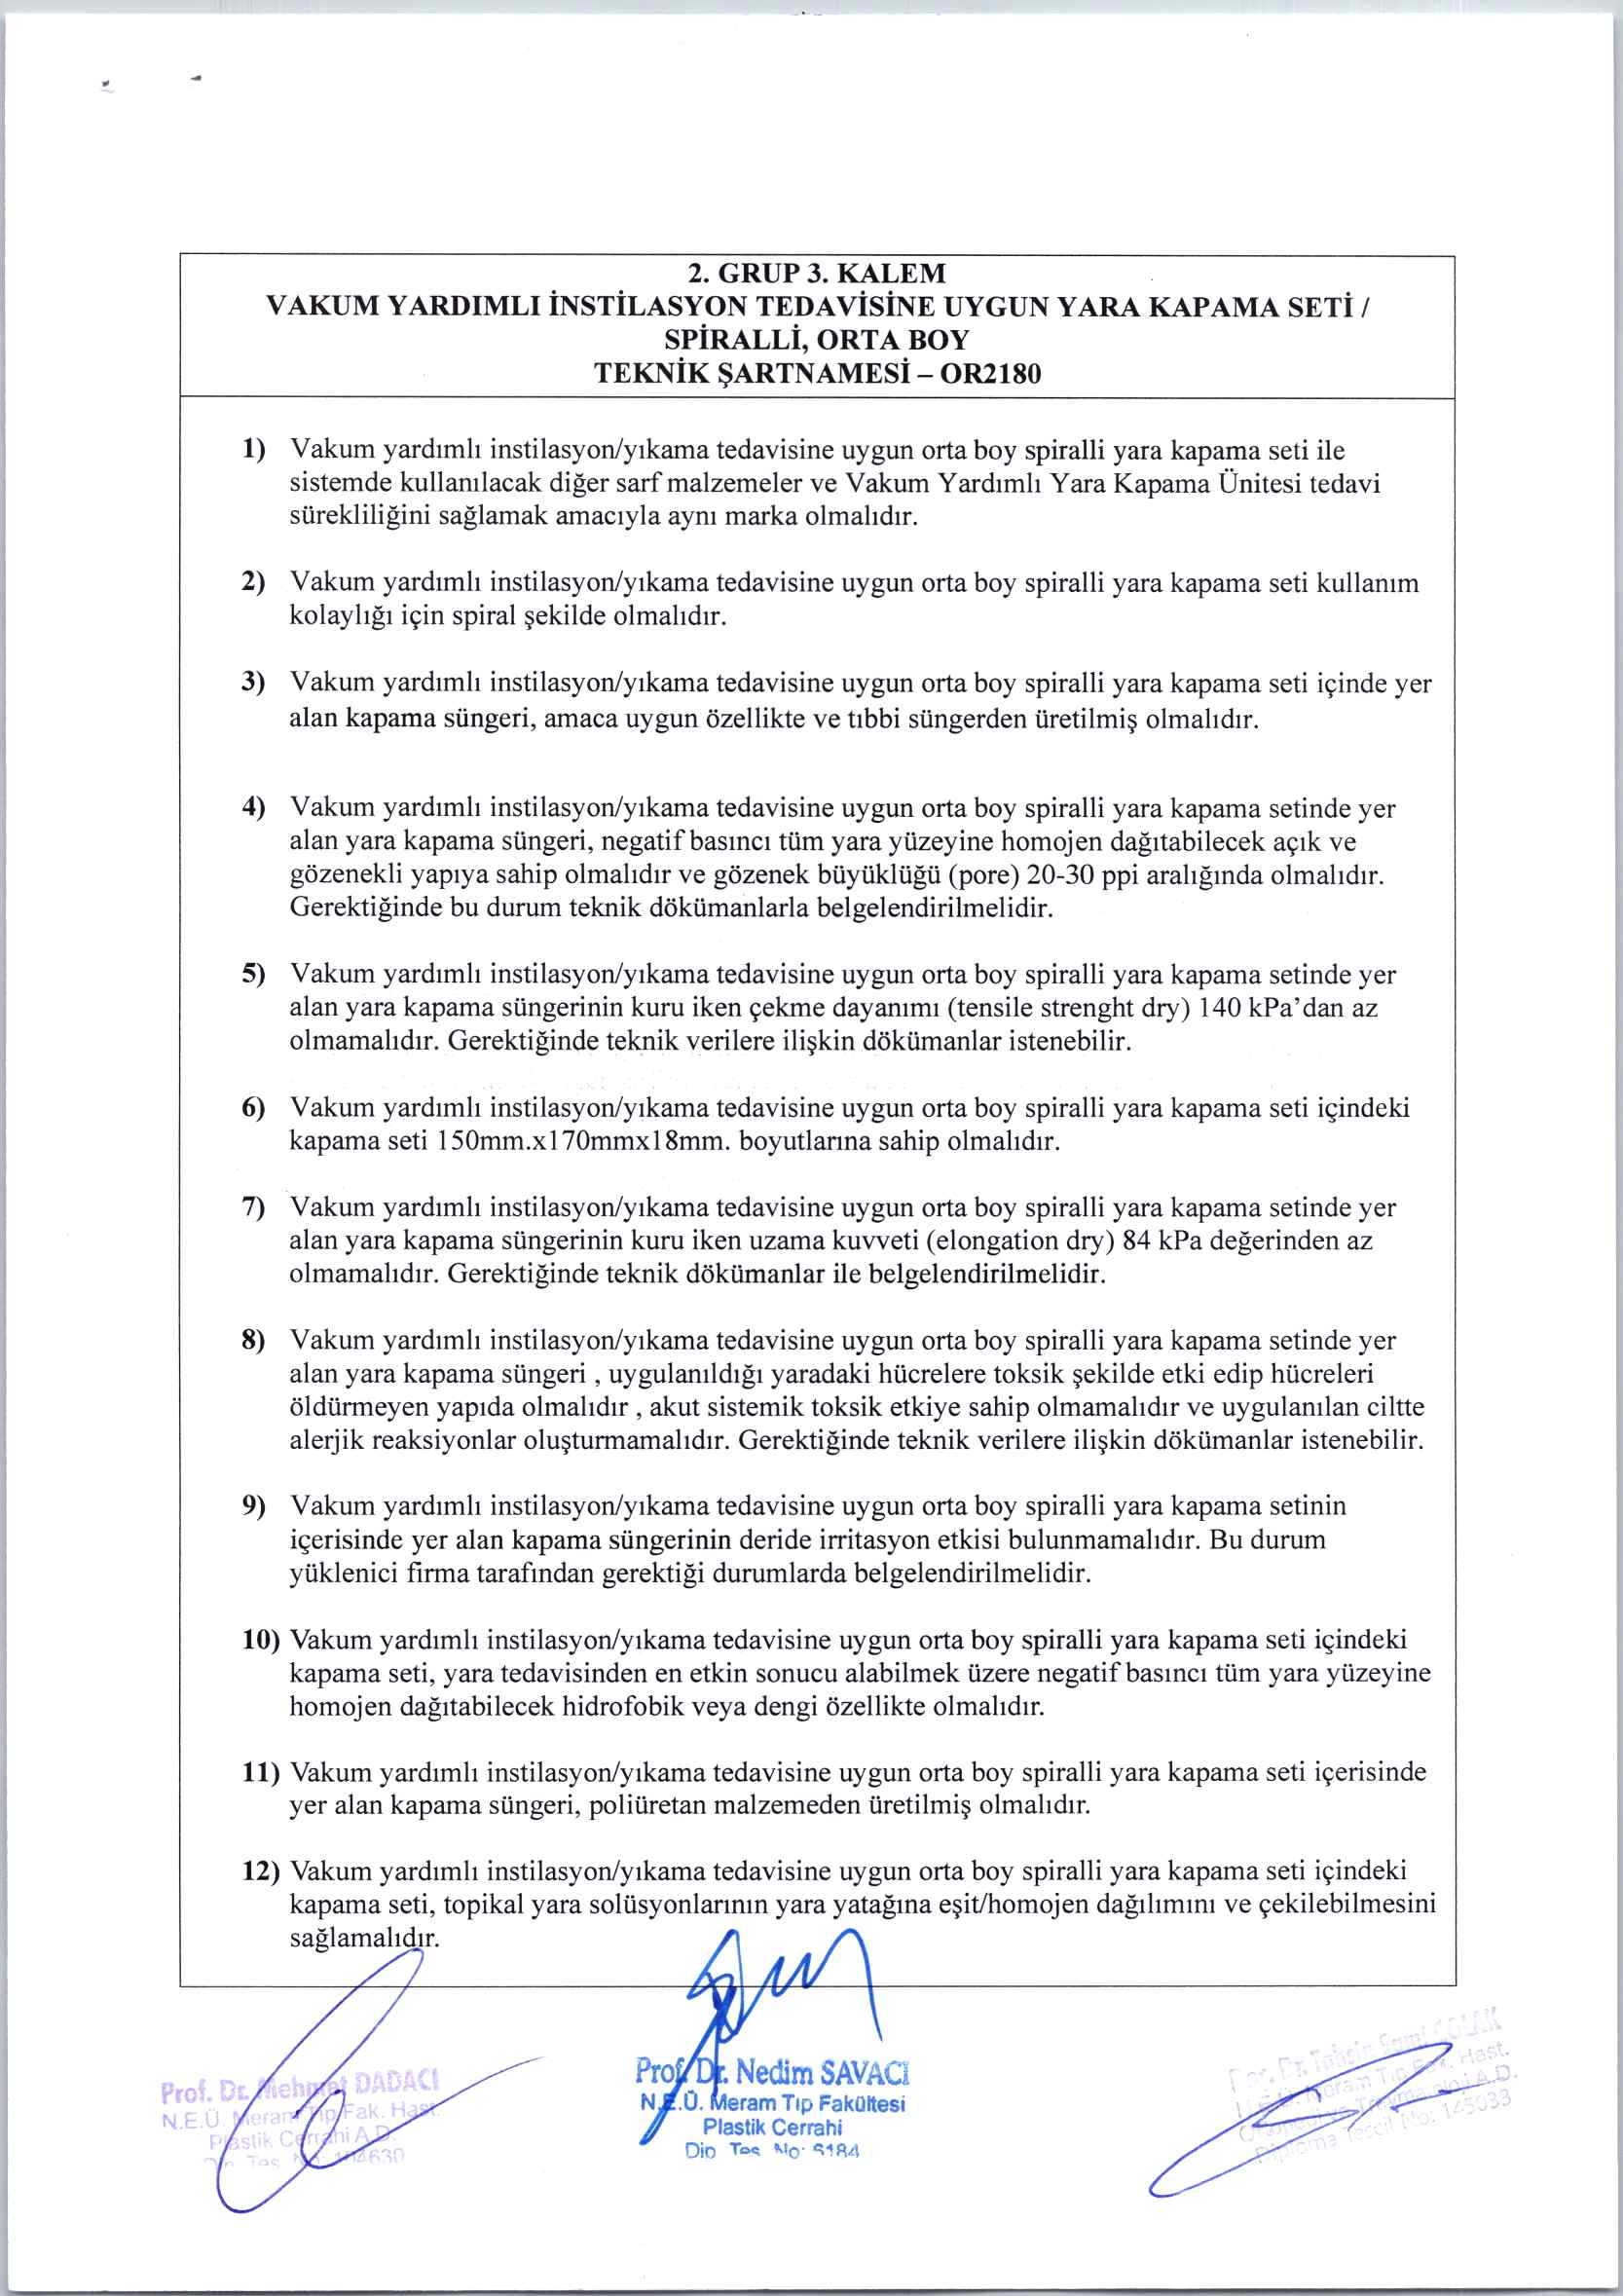 2. GRUP 3. KALEM
VAKUM YARDIMLI İNSTİLASYON TEDAVİSİNE UYGUN YARA KAPAMA SETİ /
SPİRALLİ, ORTA BOY
TEKNİK ŞARTNAMESİ – OR2180
1) Vakum yardımlı instilasyon/yıkama tedavisine uygun orta boy spiralli yara kapama seti ile
sistemde kullanılacak diğer sarf malzemeler ve Vakum Yardımlı Yara Kapama Ünitesi tedavi
sürekliliğini sağlamak amacıyla aynı marka olmalıdır.
2) Vakum yardımlı instilasyon/yıkama tedavisine uygun orta boy spiralli yara kapama seti kullanım
kolaylığı için spiral şekilde olmalıdır.
3) Vakum yardımlı instilasyon/yıkama tedavisine uygun orta boy spiralli yara kapama seti içinde yer
alan kapama süngeri, amaca uygun özellikte ve tıbbi süngerden üretilmiş olmalıdır.
4) Vakum yardımlı instilasyon/yıkama tedavisine uygun orta boy spiralli yara kapama setinde yer
alan yara kapama süngeri, negatif basıncı tüm yara yüzeyine homojen dağıtabilecek açık ve
gözenekli yapıya sahip olmalıdır ve gözenek büyüklüğü (pore) 20-30 ppi aralığında olmalıdır.
Gerektiğinde bu durum teknik dökümanlarla belgelendirilmelidir.
5) Vakum yardımlı instilasyon/yıkama tedavisine uygun orta boy spiralli yara kapama setinde yer
alan yara kapama süngerinin kuru iken çekme dayanımı (tensile strenght dry) 140 kPa’dan az
olmamalıdır. Gerektiğinde teknik verilere ilişkin dökümanlar istenebilir.
6) Vakum yardımlı instilasyon/yıkama tedavisine uygun orta boy spiralli yara kapama seti içindeki
kapama seti 150mm.x170mmx18mm. boyutlarına sahip olmalıdır.
7) Vakum yardımlı instilasyon/yıkama tedavisine uygun orta boy spiralli yara kapama setinde yer
alan yara kapama süngerinin kuru iken uzama kuvveti (elongation dry) 84 kPa değerinden az
olmamalıdır. Gerektiğinde teknik dökümanlar ile belgelendirilmelidir.
8) Vakum yardımlı instilasyon/yıkama tedavisine uygun orta boy spiralli yara kapama setinde yer
alan yara kapama süngeri , uygulanıldığı yaradaki hücrelere toksik şekilde etki edip hücreleri
öldürmeyen yapıda olmalıdır , akut sistemik toksik etkiye sahip olmamalıdır ve uygulanılan ciltte
alerjik reaksiyonlar oluşturmamalıdır. Gerektiğinde teknik verilere ilişkin dökümanlar istenebilir.
9) Vakum yardımlı instilasyon/yıkama tedavisine uygun orta boy spiralli yara kapama setinin
içerisinde yer alan kapama süngerinin deride irritasyon etkisi bulunmamalıdır. Bu durum
yüklenici firma tarafından gerektiği durumlarda belgelendirilmelidir.
10) Vakum yardımlı instilasyon/yıkama tedavisine uygun orta boy spiralli yara kapama seti içindeki
kapama seti, yara tedavisinden en etkin sonucu alabilmek üzere negatif basıncı tüm yara yüzeyine
homojen dağıtabilecek hidrofobik veya dengi özellikte olmalıdır.
11) Vakum yardımlı instilasyon/yıkama tedavisine uygun orta boy spiralli yara kapama seti içerisinde
yer alan kapama süngeri, poliüretan malzemeden üretilmiş olmalıdır.
12) Vakum yardımlı instilasyon/yıkama tedavisine uygun orta boy spiralli yara kapama seti içindeki
kapama seti, topikal yara solüsyonlarının yara yatağına eşit/homojen dağılımını ve çekilebilmesini
sağlamalıdır.
Prof. Dr. Mehmet DADACI
N.E.Ü. Meram Tıp Fak. Hast.
Plastik Cerrahi A.D.
Prof. Dr. Nedim SAVACI
N.E.Ü. Meram Tıp Fakültesi
Plastik Cerrahi
Dip Tes No: 6184
Meram Tıp Fak. Hast.
Ortopedi ve Travmatoloji A.D.
Diploma Tescil No: 145033